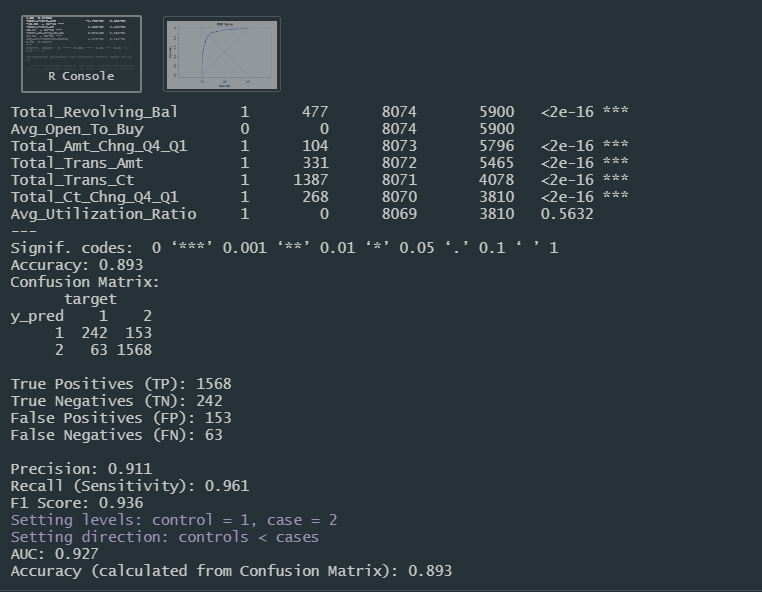 R Console
Total_Revolving_Bal 1 477 8074 5900 <2e-16 ***
Avg_Open_To_Buy 0 0 8074 5900
Total_Amt_Chng_Q4_Q1 1 104 8073 5796 <2e-16 ***
Total_Trans_Amt 1 331 8072 5465 <2e-16 ***
Total_Trans_Ct 1 1387 8071 4078 <2e-16 ***
Total_Ct_Chng_Q4_Q1 1 268 8070 3810 <2e-16 ***
Avg_Utilization_Ratio 1 0 8069 3810 0.5632
---
Signif. codes: 0 ‘***’ 0.001 ‘**’ 0.01 ‘*’ 0.05 ‘.’ 0.1 ‘ ’ 1
Accuracy: 0.893
Confusion Matrix:
target
y_pred 1 2
1 242 153
2 63 1568
True Positives (TP): 1568
True Negatives (TN): 242
False Positives (FP): 153
False Negatives (FN): 63
Precision: 0.911
Recall (Sensitivity): 0.961
F1 Score: 0.936
Setting levels: control = 1, case = 2
Setting direction: controls < cases
AUC: 0.927
Accuracy (calculated from Confusion Matrix): 0.893